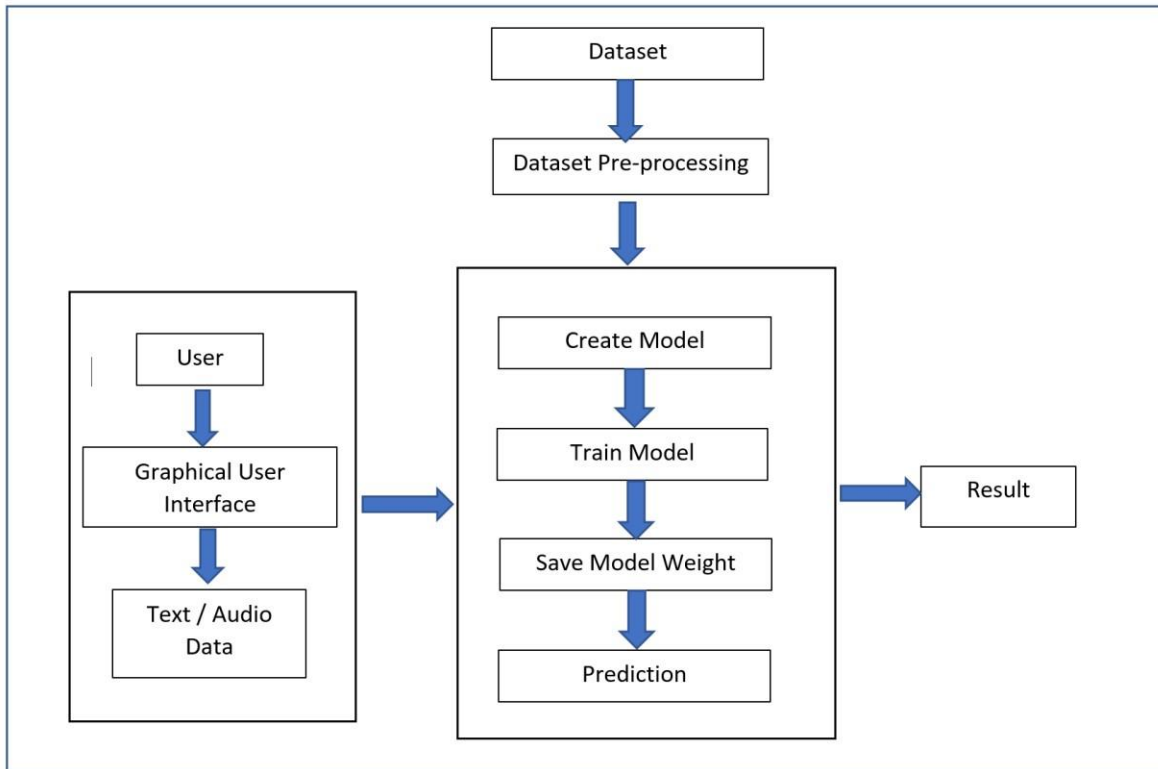 Dataset
Dataset Pre-processing
User
Graphical User
Interface
Text / Audio
Data
Create Model
Train Model
Save Model Weight
Prediction
Result